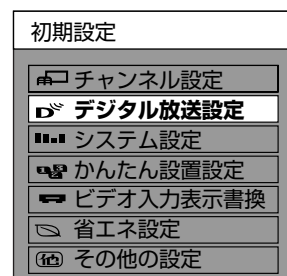 初期設定
チャンネル設定
デジタル放送設定
システム設定
かんたん設置設定
ビデオ入力表示書換
省エネ設定
他 その他の設定